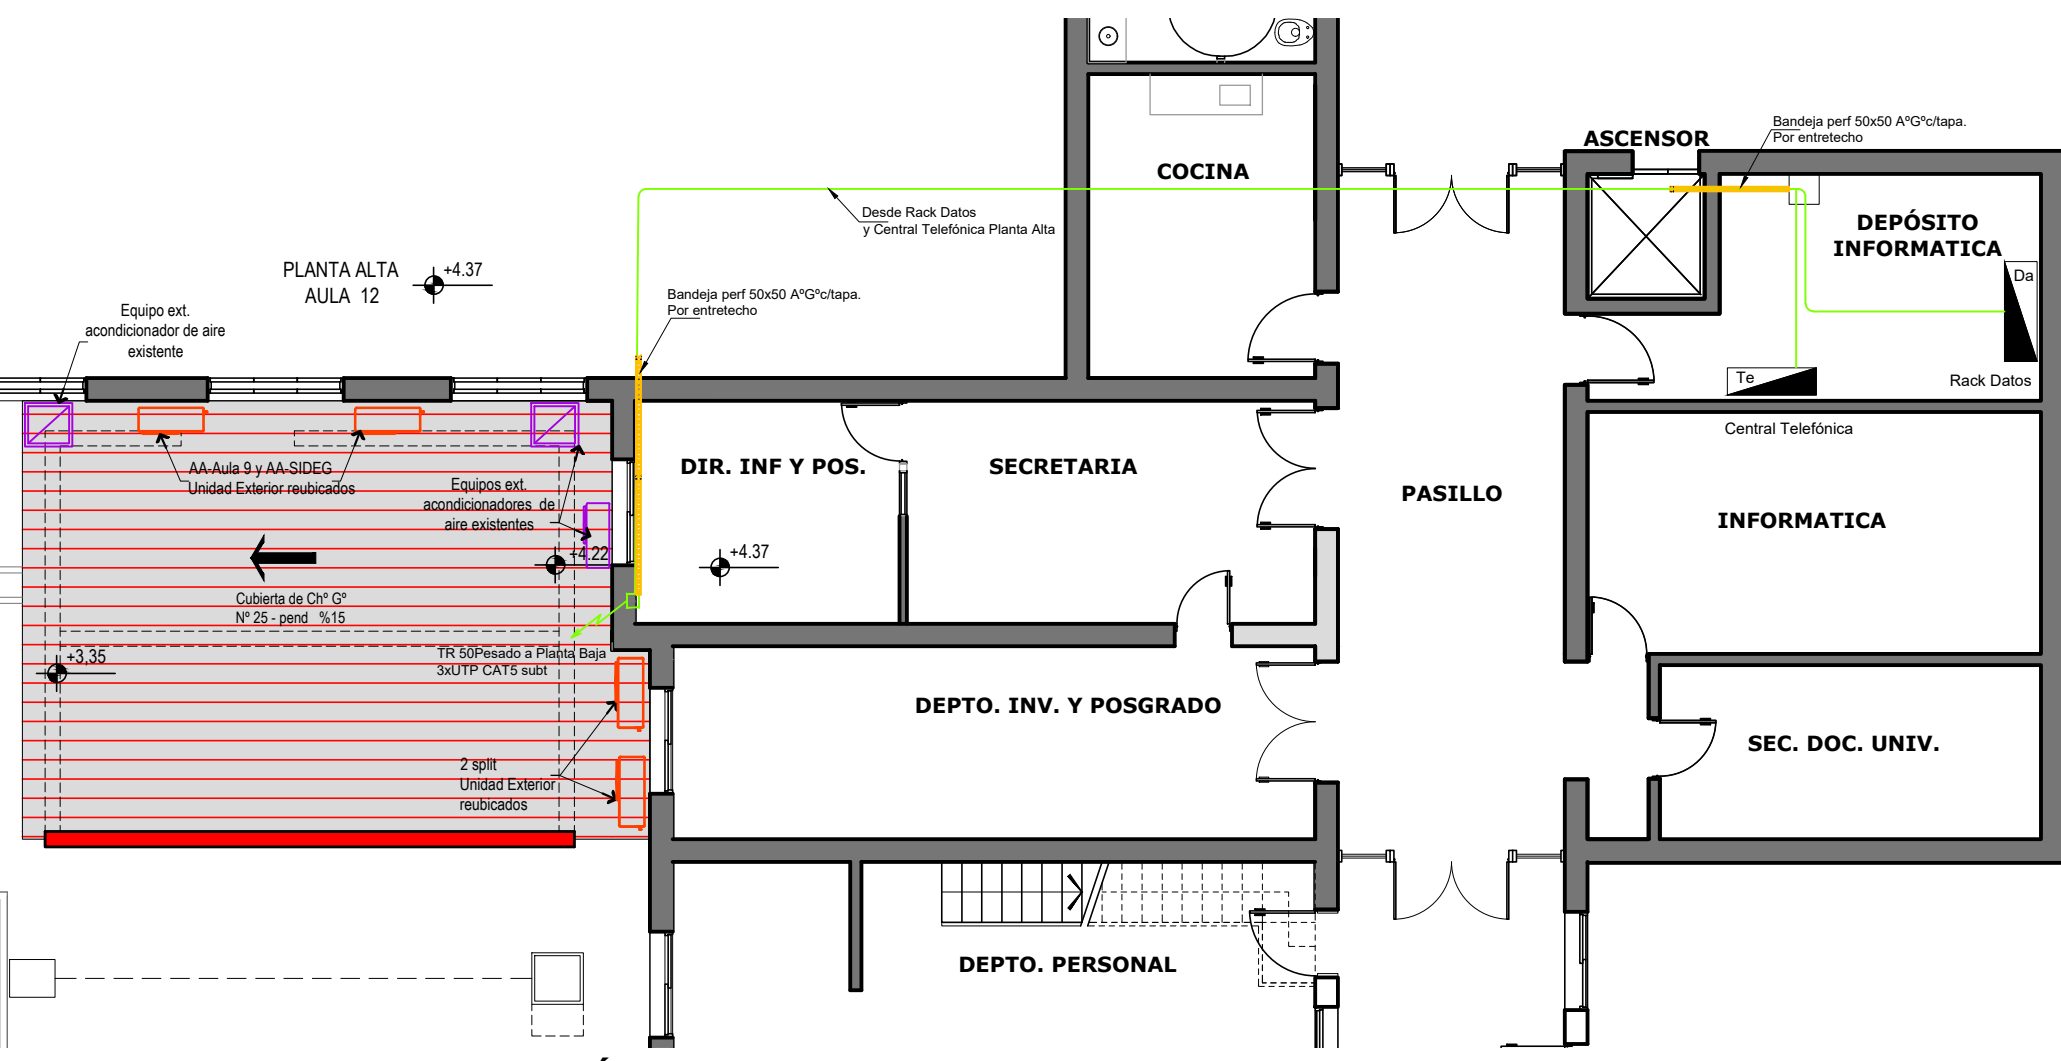 ASCENSOR
Bandeja perf 50x50 AºGºc/tapa.
Por entretecho
COCINA
Desde Rack Datos
y Central Telefónica Planta Alta
DEPÓSITO
INFORMATICA
PLANTA ALTA
AULA 12
+4.37
Da
Bandeja perf 50x50 AºGºc/tapa.
Por entretecho
Equipo ext.
acondicionador de aire
existente
Te
Rack Datos
Central Telefónica
AA-Aula 9 y AA-SIDEG
Unidad Exterior reubicados
DIR. INF Y POS.
SECRETARIA
PASILLO
INFORMATICA
Equipos ext.
acondicionadores de
aire existentes
+4.22
+4.37
Cubierta de Chº Gº
Nº 25 - pend %15
+3,35
TR 50Pesado a Planta Baja
3xUTP CAT5 subt
DEPTO. INV. Y POSGRADO
SEC. DOC. UNIV.
2 split
Unidad Exterior
reubicados
DEPTO. PERSONAL